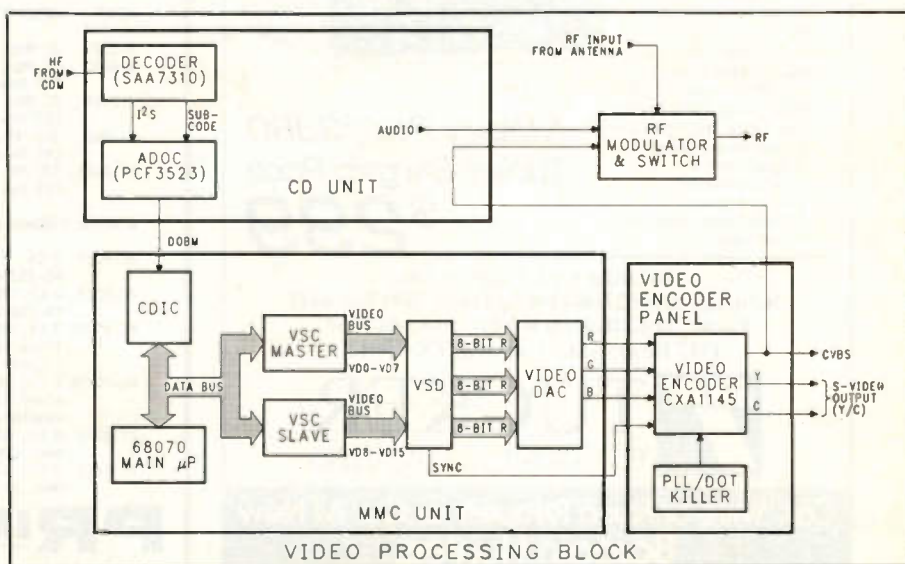 HF
FROM
CDM
DECODER
(SAA7310)
I²S
SUB-
CODE
ADOC
(PCF3523)
CD UNIT
AUDIO
RF INPUT
FROM ANTENNA
RF
MODULATOR
& SWITCH
RF
DOBM
CDIC
DATA BUS
68070
MAIN µP
VSC
MASTER
VIDEO
BUS
VD0-VD7
VSC
SLAVE
VIDEO
BUS
VD8-VD15
VSD
8-BIT R
8-BIT R
8-BIT R
SYNC
VIDEO
DAC
R
G
B
MMC UNIT
VIDEO
ENCODER
PANEL
VIDEO
ENCODER
CXA1145
PLL/DOT
KILLER
CVBS
Y
C
S-VIDEO
OUTPUT
(Y/C)
VIDEO PROCESSING BLOCK